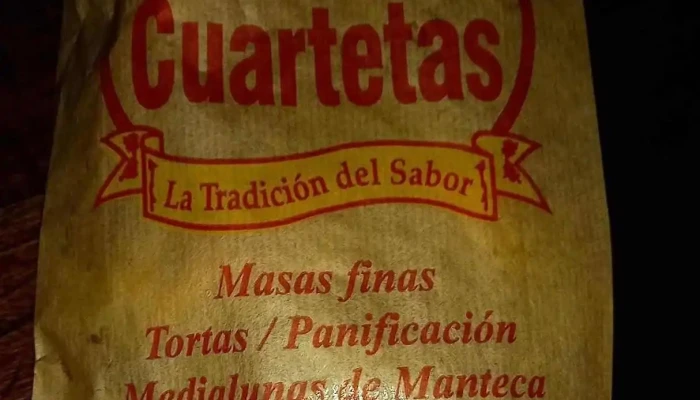 Cuartetas
La Tradición del Sabor
Masas finas
Tortas / Panificación
Medialunas de Manteca